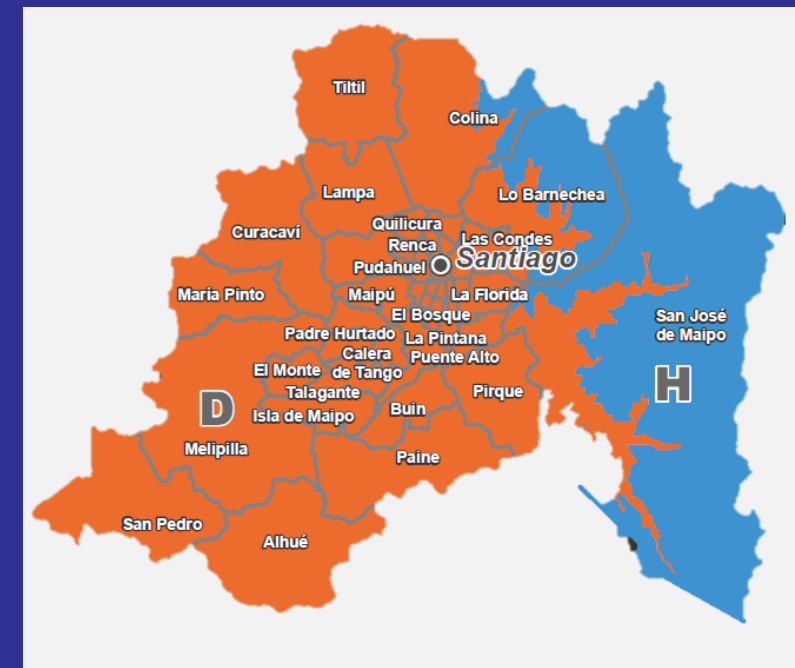 Tiltil
Colina
Lampa
Lo Barnechea
Quilicura
Curacaví
Renca
Las Condes
Santiago
Pudahuel
María Pinto
Maipú
La Florida
El Bosque
San José
de Maipo
Padre Hurtado
La Pintana
Calera
de Tango
Puente Alto
El Monte
H
Talagante
Pirque
D
Isla de Maipo
Buin
Melipilla
Paine
San Pedro
Alhué